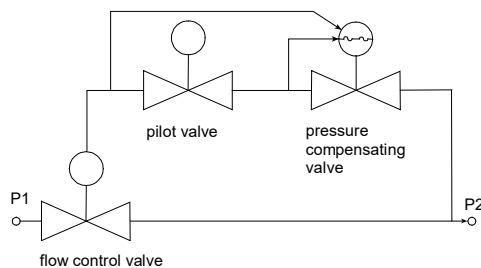 pilot valve
pressure
compensating
valve
P1
P2
flow control valve